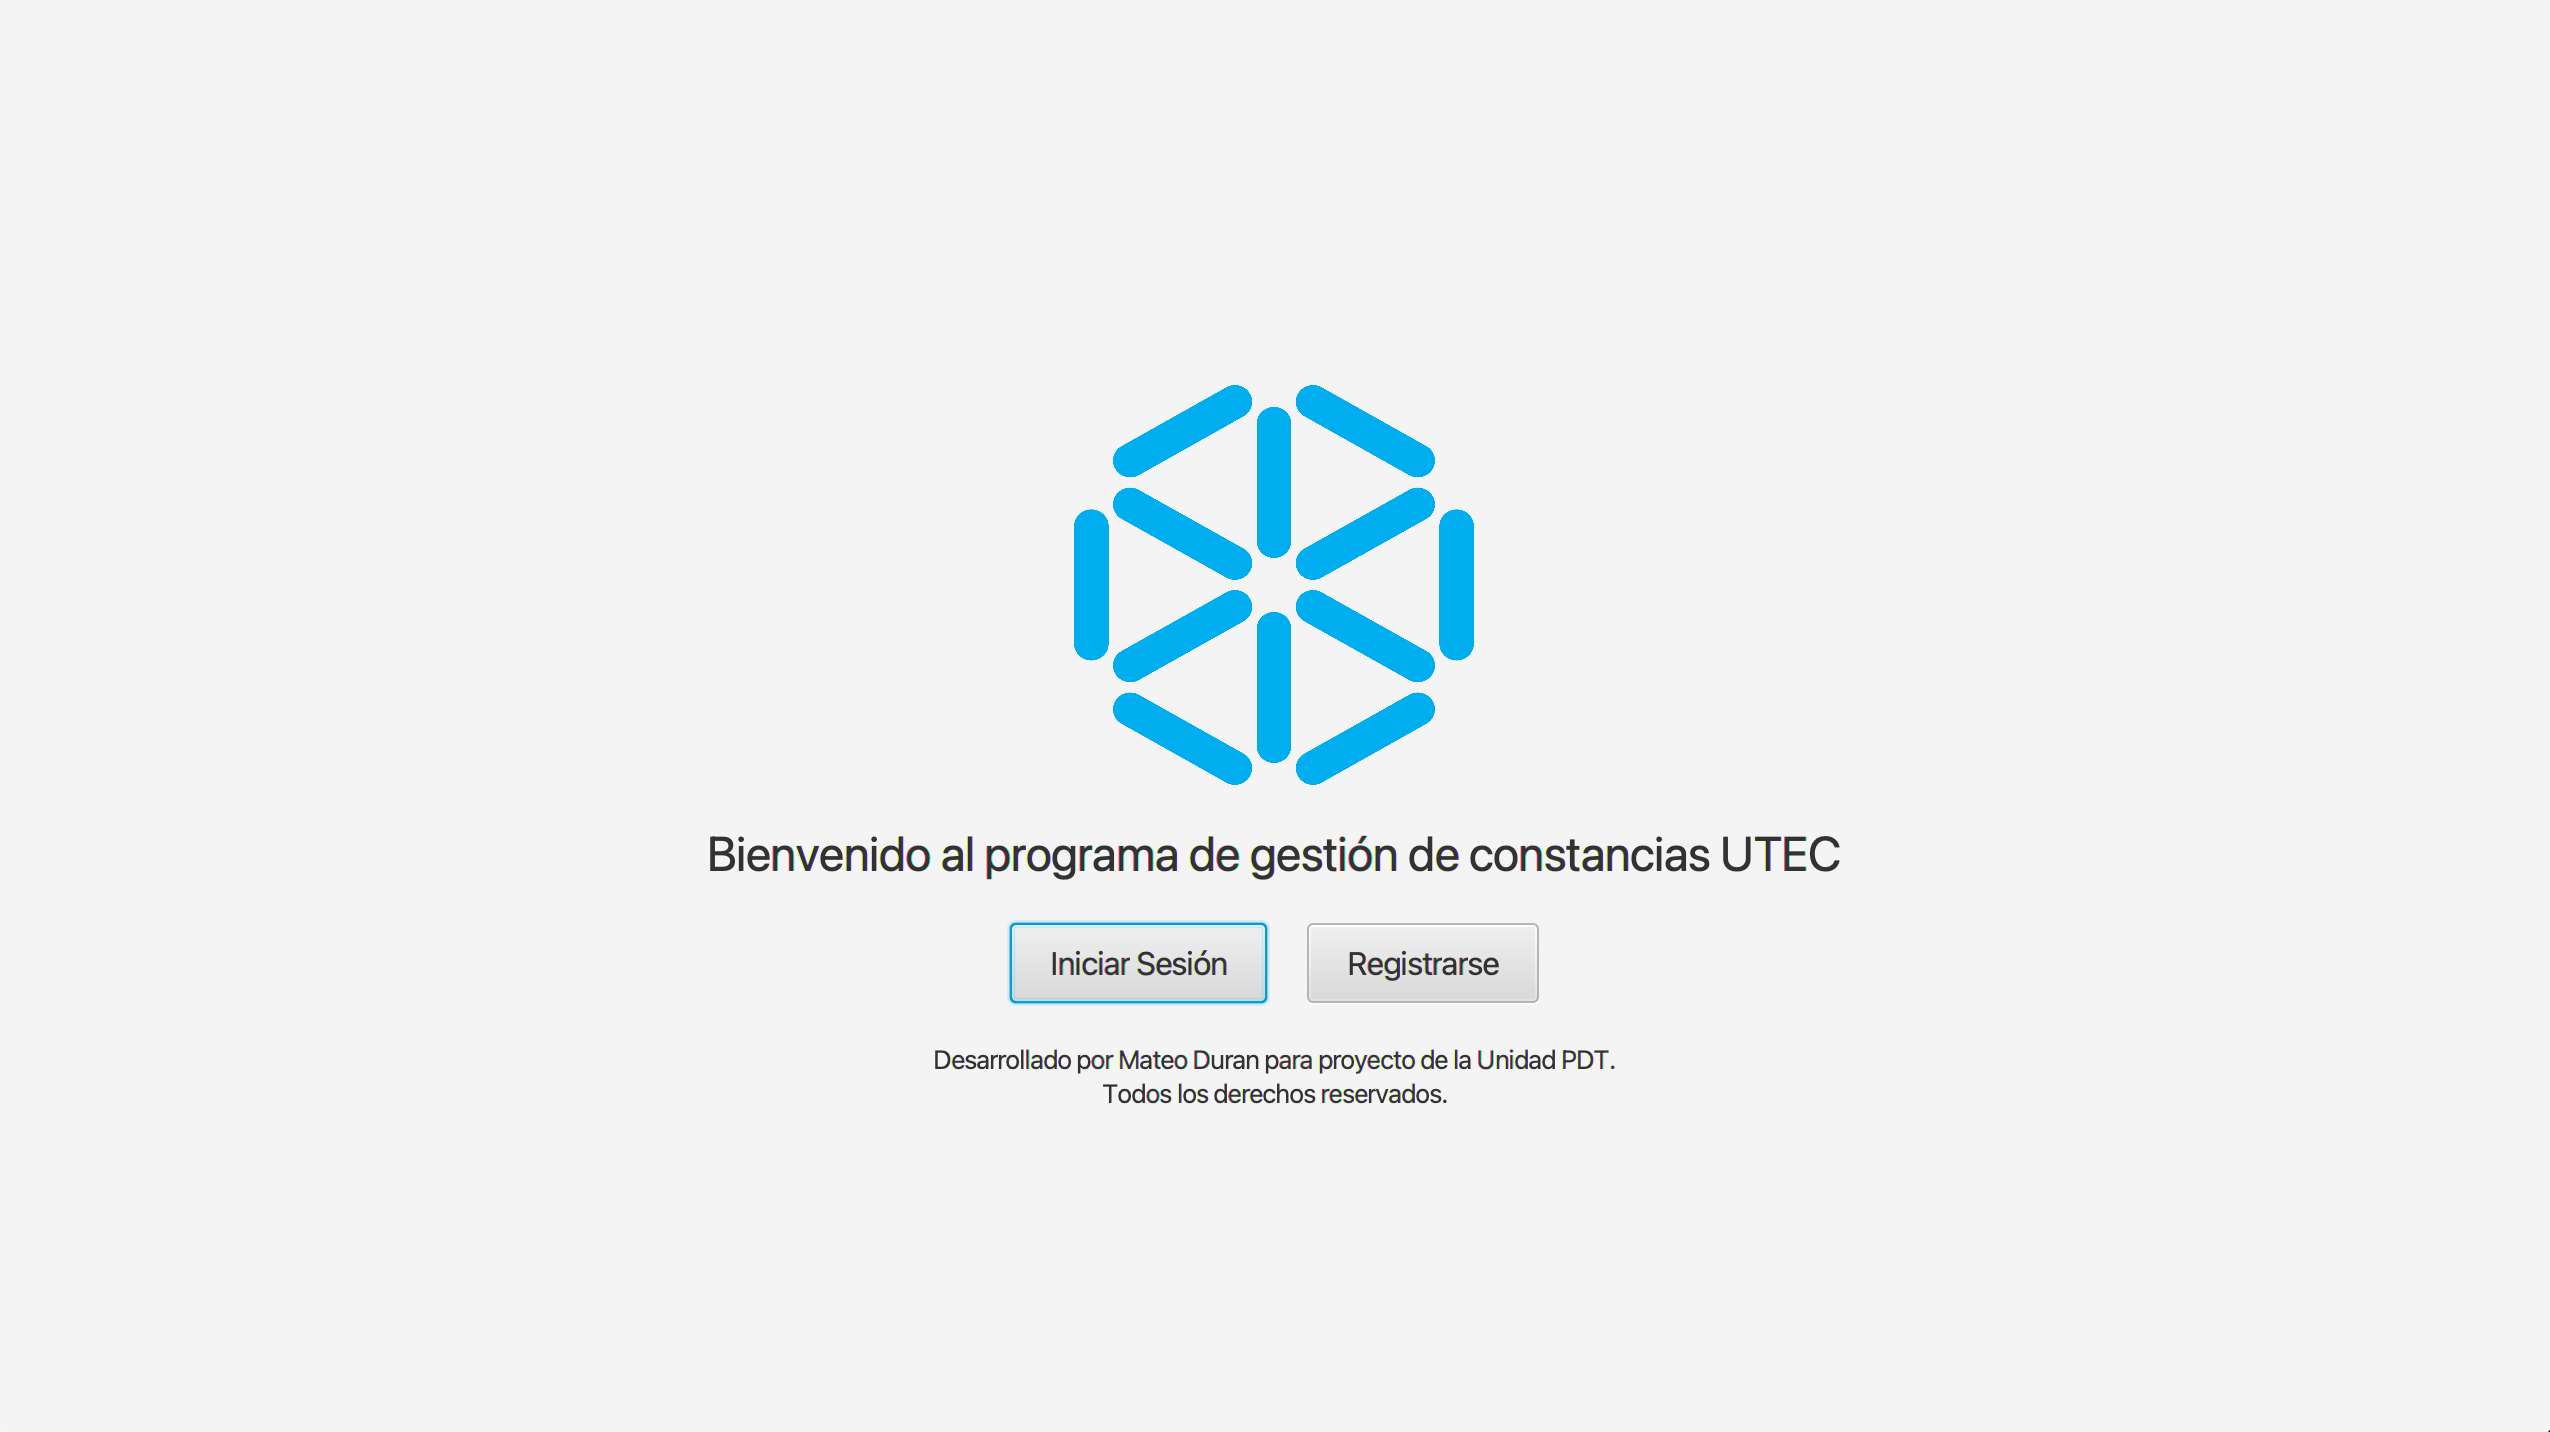 Bienvenido al programa de gestión de constancias UTEC
Iniciar Sesión
Registrarse
Desarrollado por Mateo Duran para proyecto de la Unidad PDT.
Todos los derechos reservados.